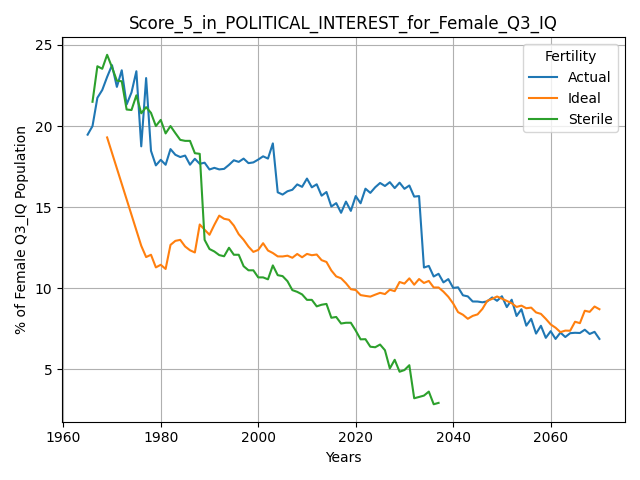 Score_5_in_POLITICAL_INTEREST_for_Female_Q3_IQ
Fertility
Actual
Ideal
Sterile
% of Female Q3_IQ Population
25
20
15
10
5
1960 1980 2000 2020 2040 2060
Years